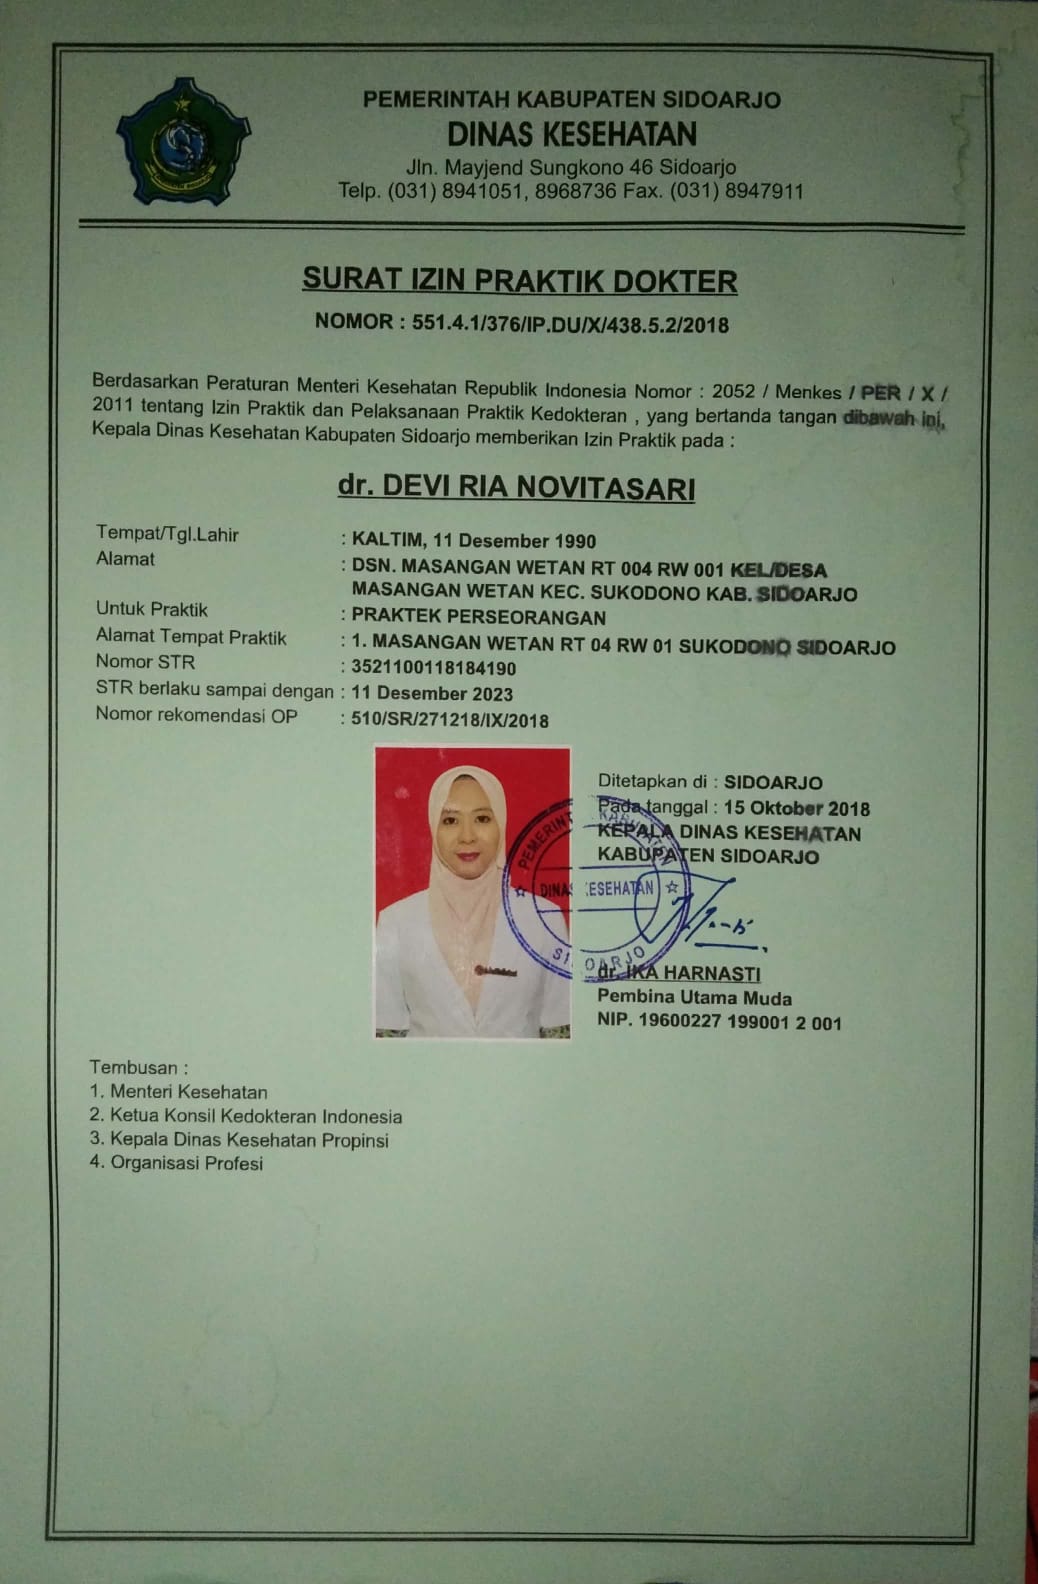 PEMERINTAH KABUPATEN SIDOARJO
DINAS KESEHATAN
Jln. Mayjend Sungkono 46 Sidoarjo
Telp. (031) 8941051, 8968736 Fax. (031) 8947911
SURAT IZIN PRAKTIK DOKTER
NOMOR : 551.4.1/376/IP.DU/X/438.5.2/2018
Berdasarkan Peraturan Menteri Kesehatan Republik Indonesia Nomor : 2052 / Menkes / PER / X /
2011 tentang Izin Praktik dan Pelaksanaan Praktik Kedokteran , yang bertanda tangan dibawah ini,
Kepala Dinas Kesehatan Kabupaten Sidoarjo memberikan Izin Praktik pada :
dr. DEVI RIA NOVITASARI
Tempat/Tgl.Lahir : KALTIM, 11 Desember 1990
Alamat : DSN. MASANGAN WETAN RT 004 RW 001 KEL/DESA
MASANGAN WETAN KEC. SUKODONO KAB. SIDOARJO
Untuk Praktik : PRAKTEK PERSEORANGAN
Alamat Tempat Praktik : 1. MASANGAN WETAN RT 04 RW 01 SUKODONO SIDOARJO
Nomor STR : 3521100118184190
STR berlaku sampai dengan : 11 Desember 2023
Nomor rekomendasi OP : 510/SR/271218/IX/2018
Ditetapkan di : SIDOARJO
Pada tanggal : 15 Oktober 2018
KEPALA DINAS KESEHATAN
KABUPATEN SIDOARJO
PEMERINTAH KABUPATEN
DINAS KESEHATAN
SIDOARJO
dr. IKA HARNASTI
Pembina Utama Muda
NIP. 19600227 199001 2 001
Tembusan :
1. Menteri Kesehatan
2. Ketua Konsil Kedokteran Indonesia
3. Kepala Dinas Kesehatan Propinsi
4. Organisasi Profesi